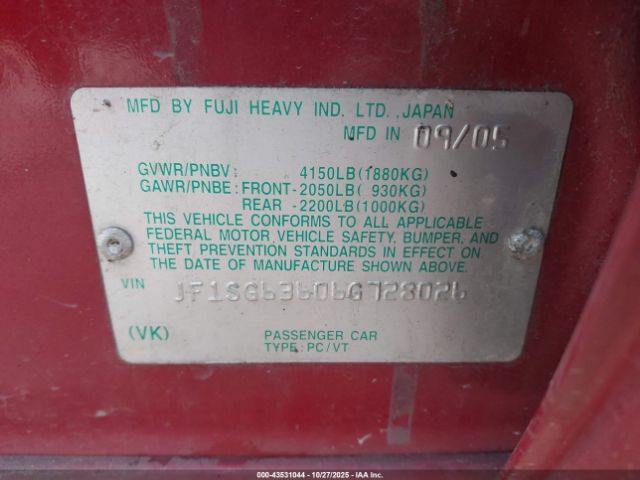 MFD BY FUJI HEAVY IND. LTD., JAPAN
MFD IN 09/05
GVWR/PNBV: 4150LB(1880KG)
GAWR/PNBE: FRONT-2050LB( 930KG)
REAR -2200LB(1000KG)
THIS VEHICLE CONFORMS TO ALL APPLICABLE
FEDERAL MOTOR VEHICLE SAFETY, BUMPER, AND
THEFT PREVENTION STANDARDS IN EFFECT ON
THE DATE OF MANUFACTURE SHOWN ABOVE.
VIN JF1SG63606G728026
(VK) PASSENGER CAR
TYPE: PC/VT
000-43531044 | 10/27/2025 | © IAA Holdings, LLC.